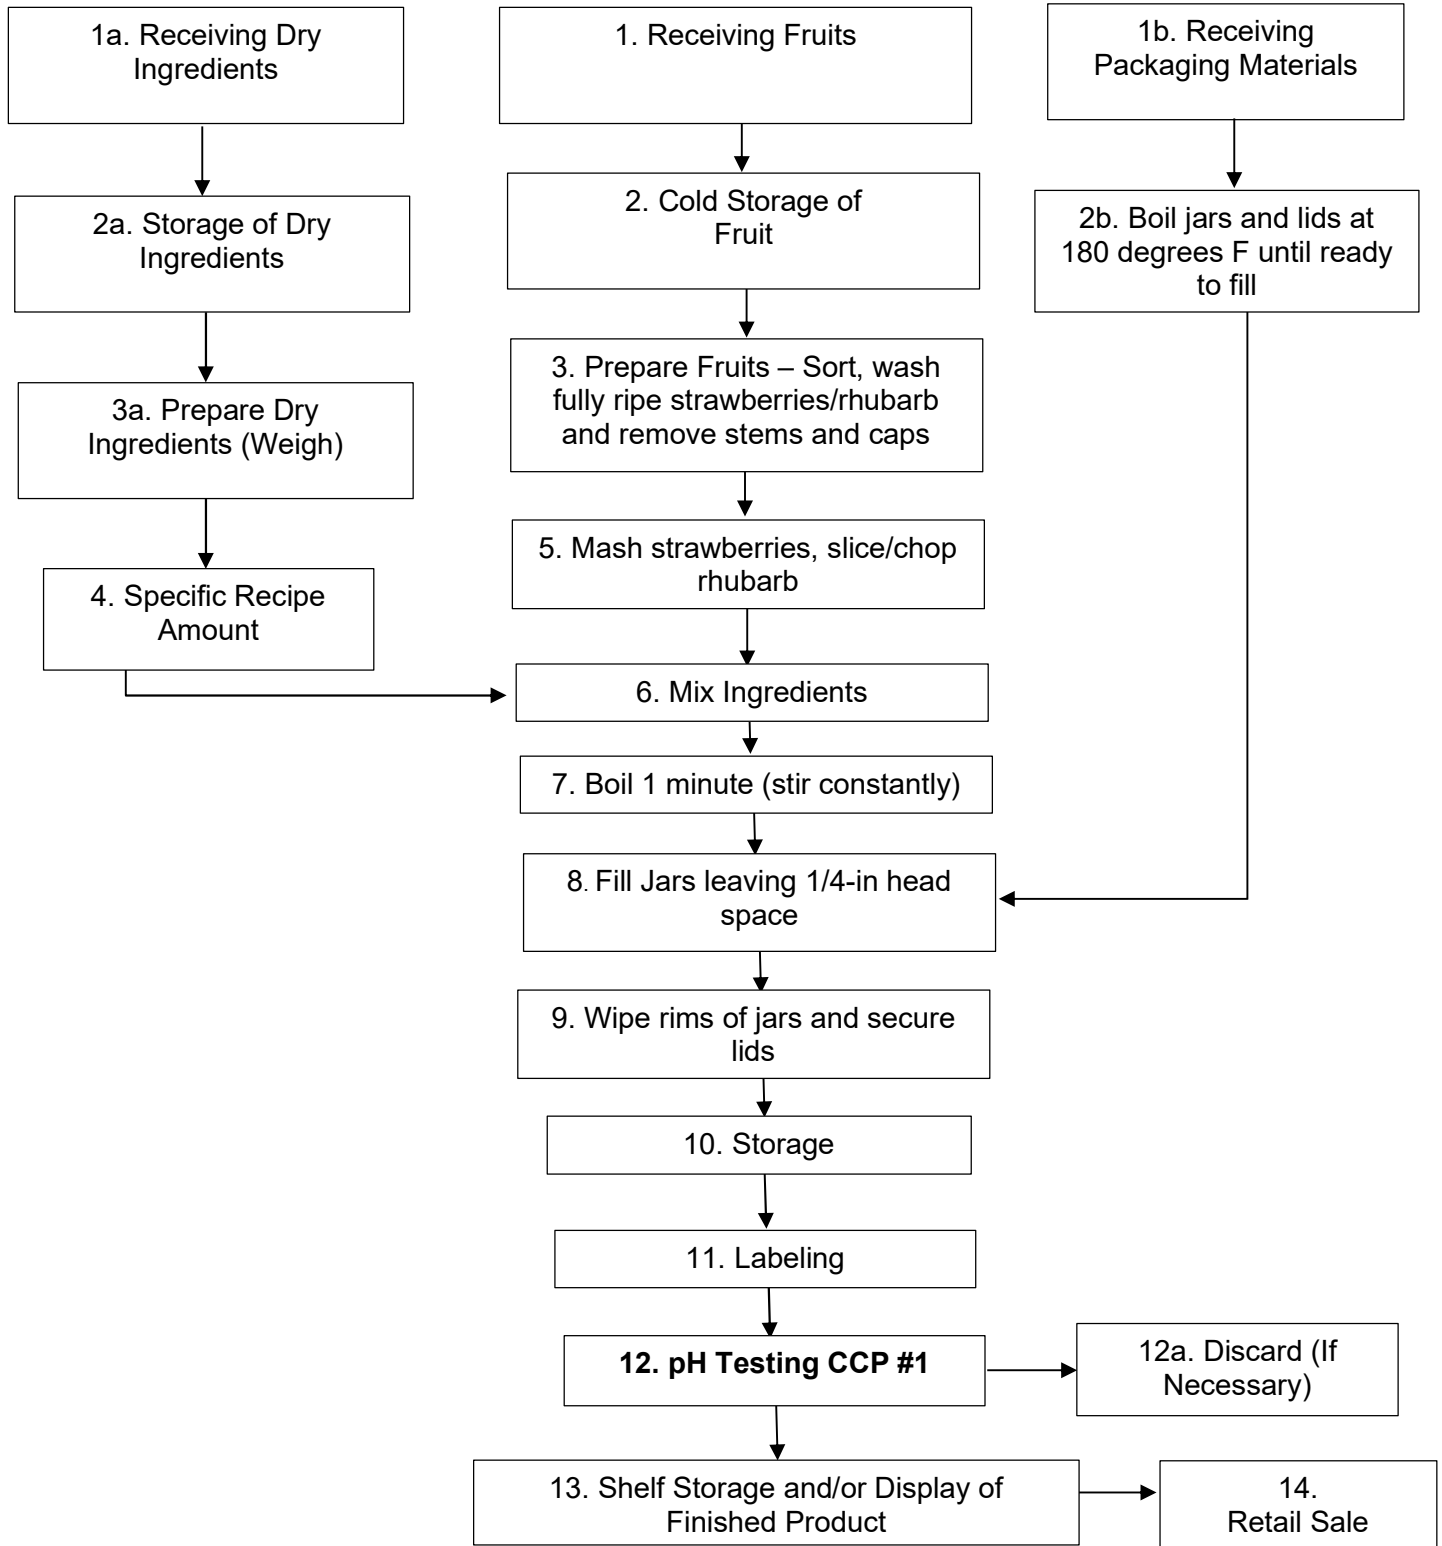 1a. Receiving Dry
Ingredients
1. Receiving Fruits
1b. Receiving
Packaging Materials
2a. Storage of Dry
Ingredients
2. Cold Storage of
Fruit
2b. Boil jars and lids at
180 degrees F until ready
to fill
3a. Prepare Dry
Ingredients (Weigh)
3. Prepare Fruits – Sort, wash
fully ripe strawberries/rhubarb
and remove stems and caps
4. Specific Recipe
Amount
5. Mash strawberries, slice/chop
rhubarb
6. Mix Ingredients
7. Boil 1 minute (stir constantly)
8. Fill Jars leaving 1/4-in head
space
9. Wipe rims of jars and secure
lids
10. Storage
11. Labeling
12. pH Testing CCP #1
12a. Discard (If
Necessary)
13. Shelf Storage and/or Display of
Finished Product
14.
Retail Sale